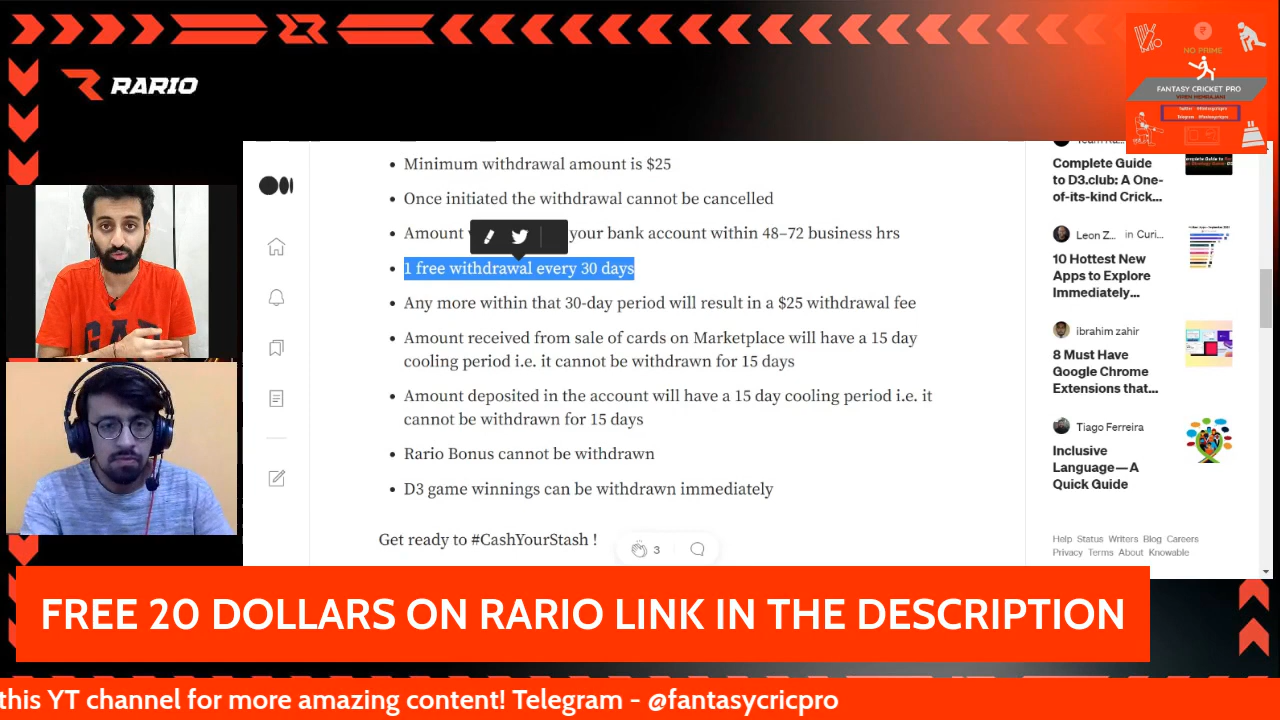 RARIO
NO PRIME
FANTASY CRICKET PRO
VIREN HEMRAJANI
Minimum withdrawal amount is $25
Once initiated the withdrawal cannot be cancelled
Amount
your bank account within 48–72 business hrs
1 free withdrawal every 30 days
Any more within that 30-day period will result in a $25 withdrawal fee
Amount received from sale of cards on Marketplace will have a 15 day
cooling period i.e. it cannot be withdrawn for 15 days
Amount deposited in the account will have a 15 day cooling period i.e. it
cannot be withdrawn for 15 days
Rario Bonus cannot be withdrawn
D3 game winnings can be withdrawn immediately
Get ready to #CashYourStash !
3
Complete Guide
to D3.club: A One-
of-its-kind Crick...
Leon Z... in Curi...
10 Hottest New
Apps to Explore
Immediately...
ibrahim zahir
8 Must Have
Google Chrome
Extensions that...
Tiago Ferreira
Inclusive
Language — A
Quick Guide
Help Status Writers Blog Careers
Privacy Terms About Knowable
GAP
FREE 20 DOLLARS ON RARIO LINK IN THE DESCRIPTION
this YT channel for more amazing content! Telegram - @fantasycricpro